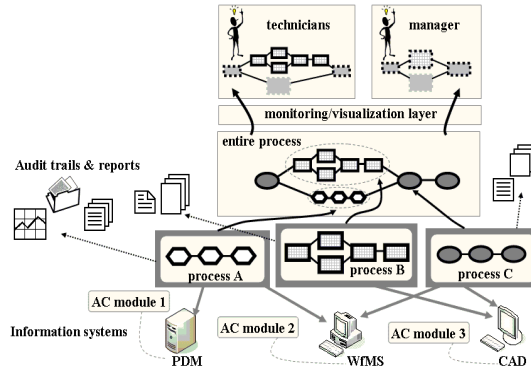 technicians
manager
monitoring/visualization layer
entire process
Audit trails & reports
process A
process B
process C
AC module 1
AC module 2
AC module 3
Information systems
PDM
WfMS
CAD